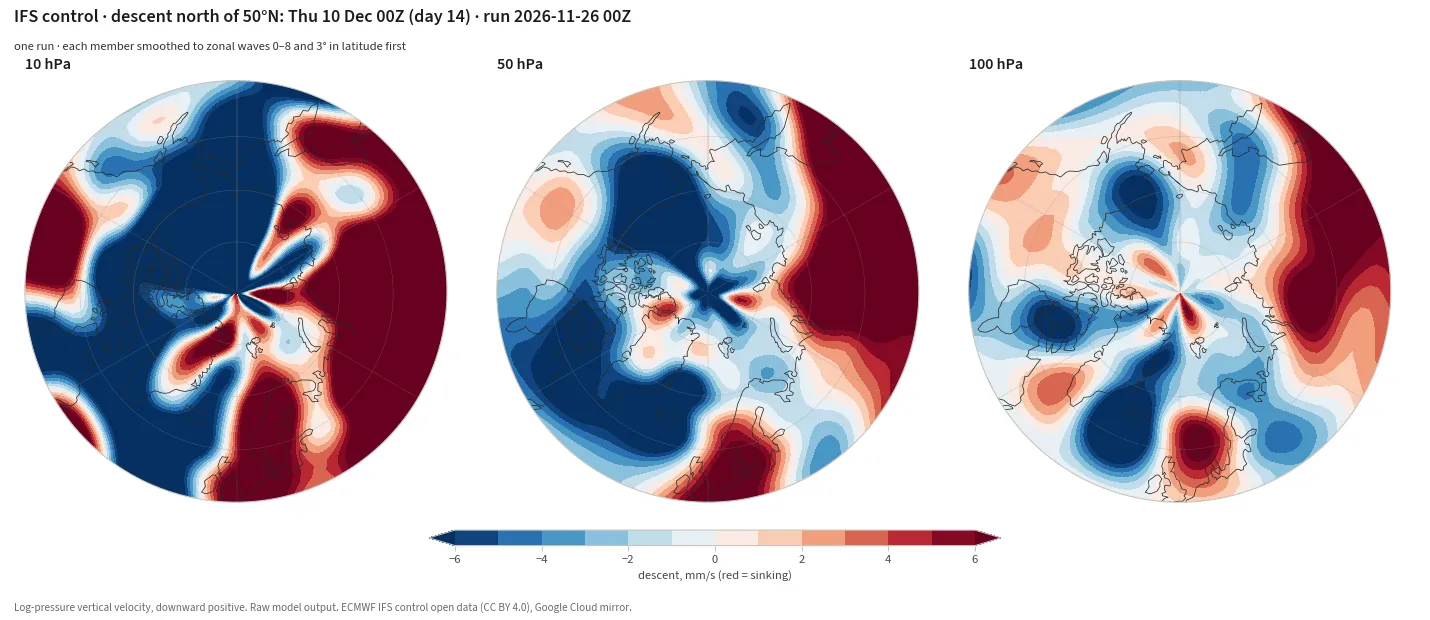 IFS control · descent north of 50°N: Thu 10 Dec 00Z (day 14) · run 2026-11-26 00Z
one run · each member smoothed to zonal waves 0–8 and 3° in latitude first
10 hPa
50 hPa
100 hPa
−6 −4 −2 0 2 4 6
descent, mm/s (red = sinking)
Log-pressure vertical velocity, downward positive. Raw model output. ECMWF IFS control open data (CC BY 4.0), Google Cloud mirror.